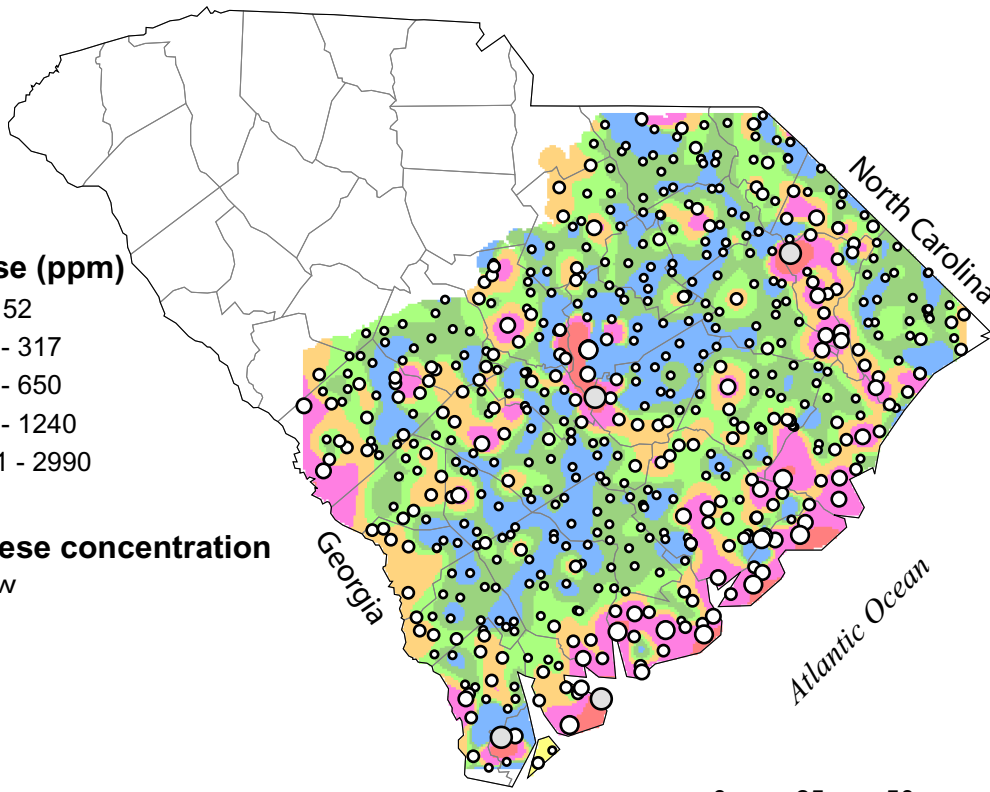 North Carolina
se (ppm)
52
- 317
- 650
- 1240
1 - 2990
ese concentration
w
Georgia
Atlantic Ocean